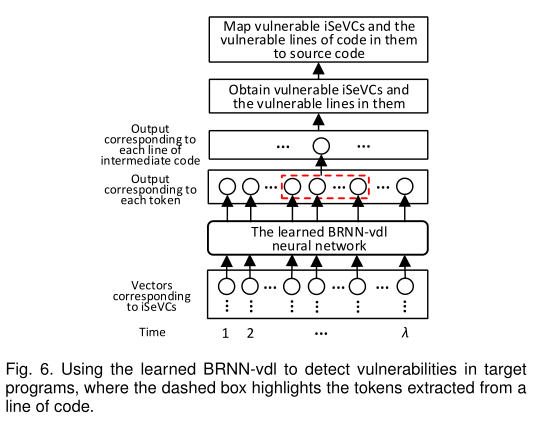 Map vulnerable iSeVCs and the
vulnerable lines of code in them
to source code
Obtain vulnerable iSeVCs and
the vulnerable lines in them
Output
corresponding to
each line of
intermediate code
... ...
Output
corresponding to
each token
... ... ...
The learned BRNN-vdl
neural network
Vectors
corresponding
to iSeVCs
... ... ...
Time
1 2 ... λ
Fig. 6. Using the learned BRNN-vdl to detect vulnerabilities in target
programs, where the dashed box highlights the tokens extracted from a
line of code.